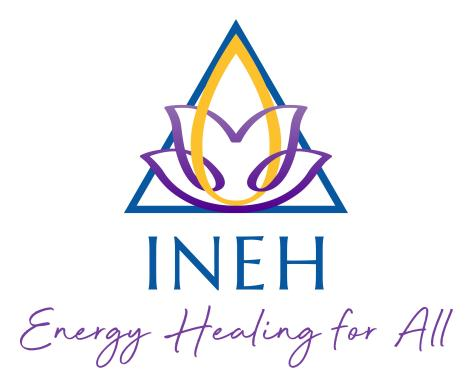 INEH
Energy Healing for All